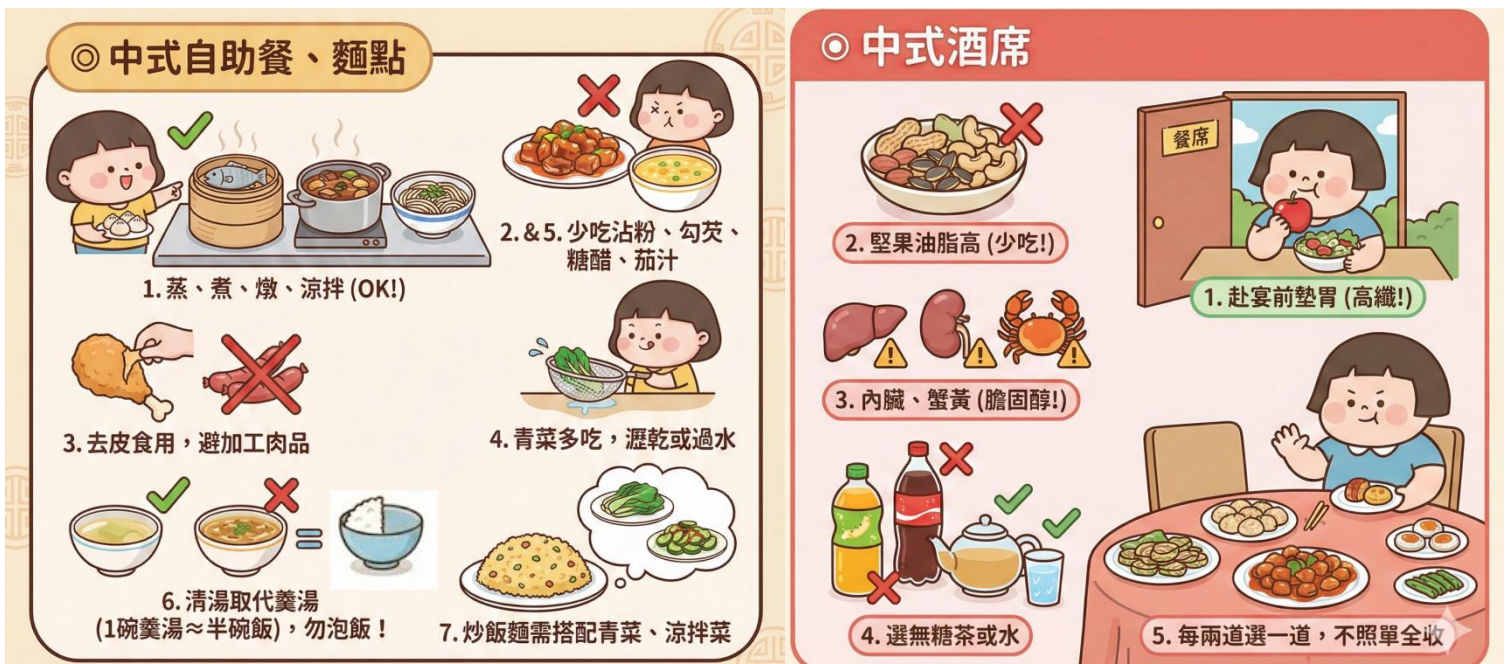 ◎ 中式自助餐、麵點
1. 蒸、煮、燉、涼拌 (OK!)
2.&5. 少吃沾粉、勾芡、
糖醋、茄汁
3. 去皮食用，避加工肉品
4. 青菜多吃，瀝乾或過水
6. 清湯取代羹湯
(1碗羹湯≈半碗飯)，勿泡飯！
7. 炒飯麵需搭配青菜、涼拌菜
◎ 中式酒席
餐席
1. 赴宴前墊胃 (高纖!)
2. 堅果油脂高 (少吃!)
3. 內臟、蟹黃 (膽固醇!)
4. 選無糖茶或水
5. 每兩道選一道，不照單全收